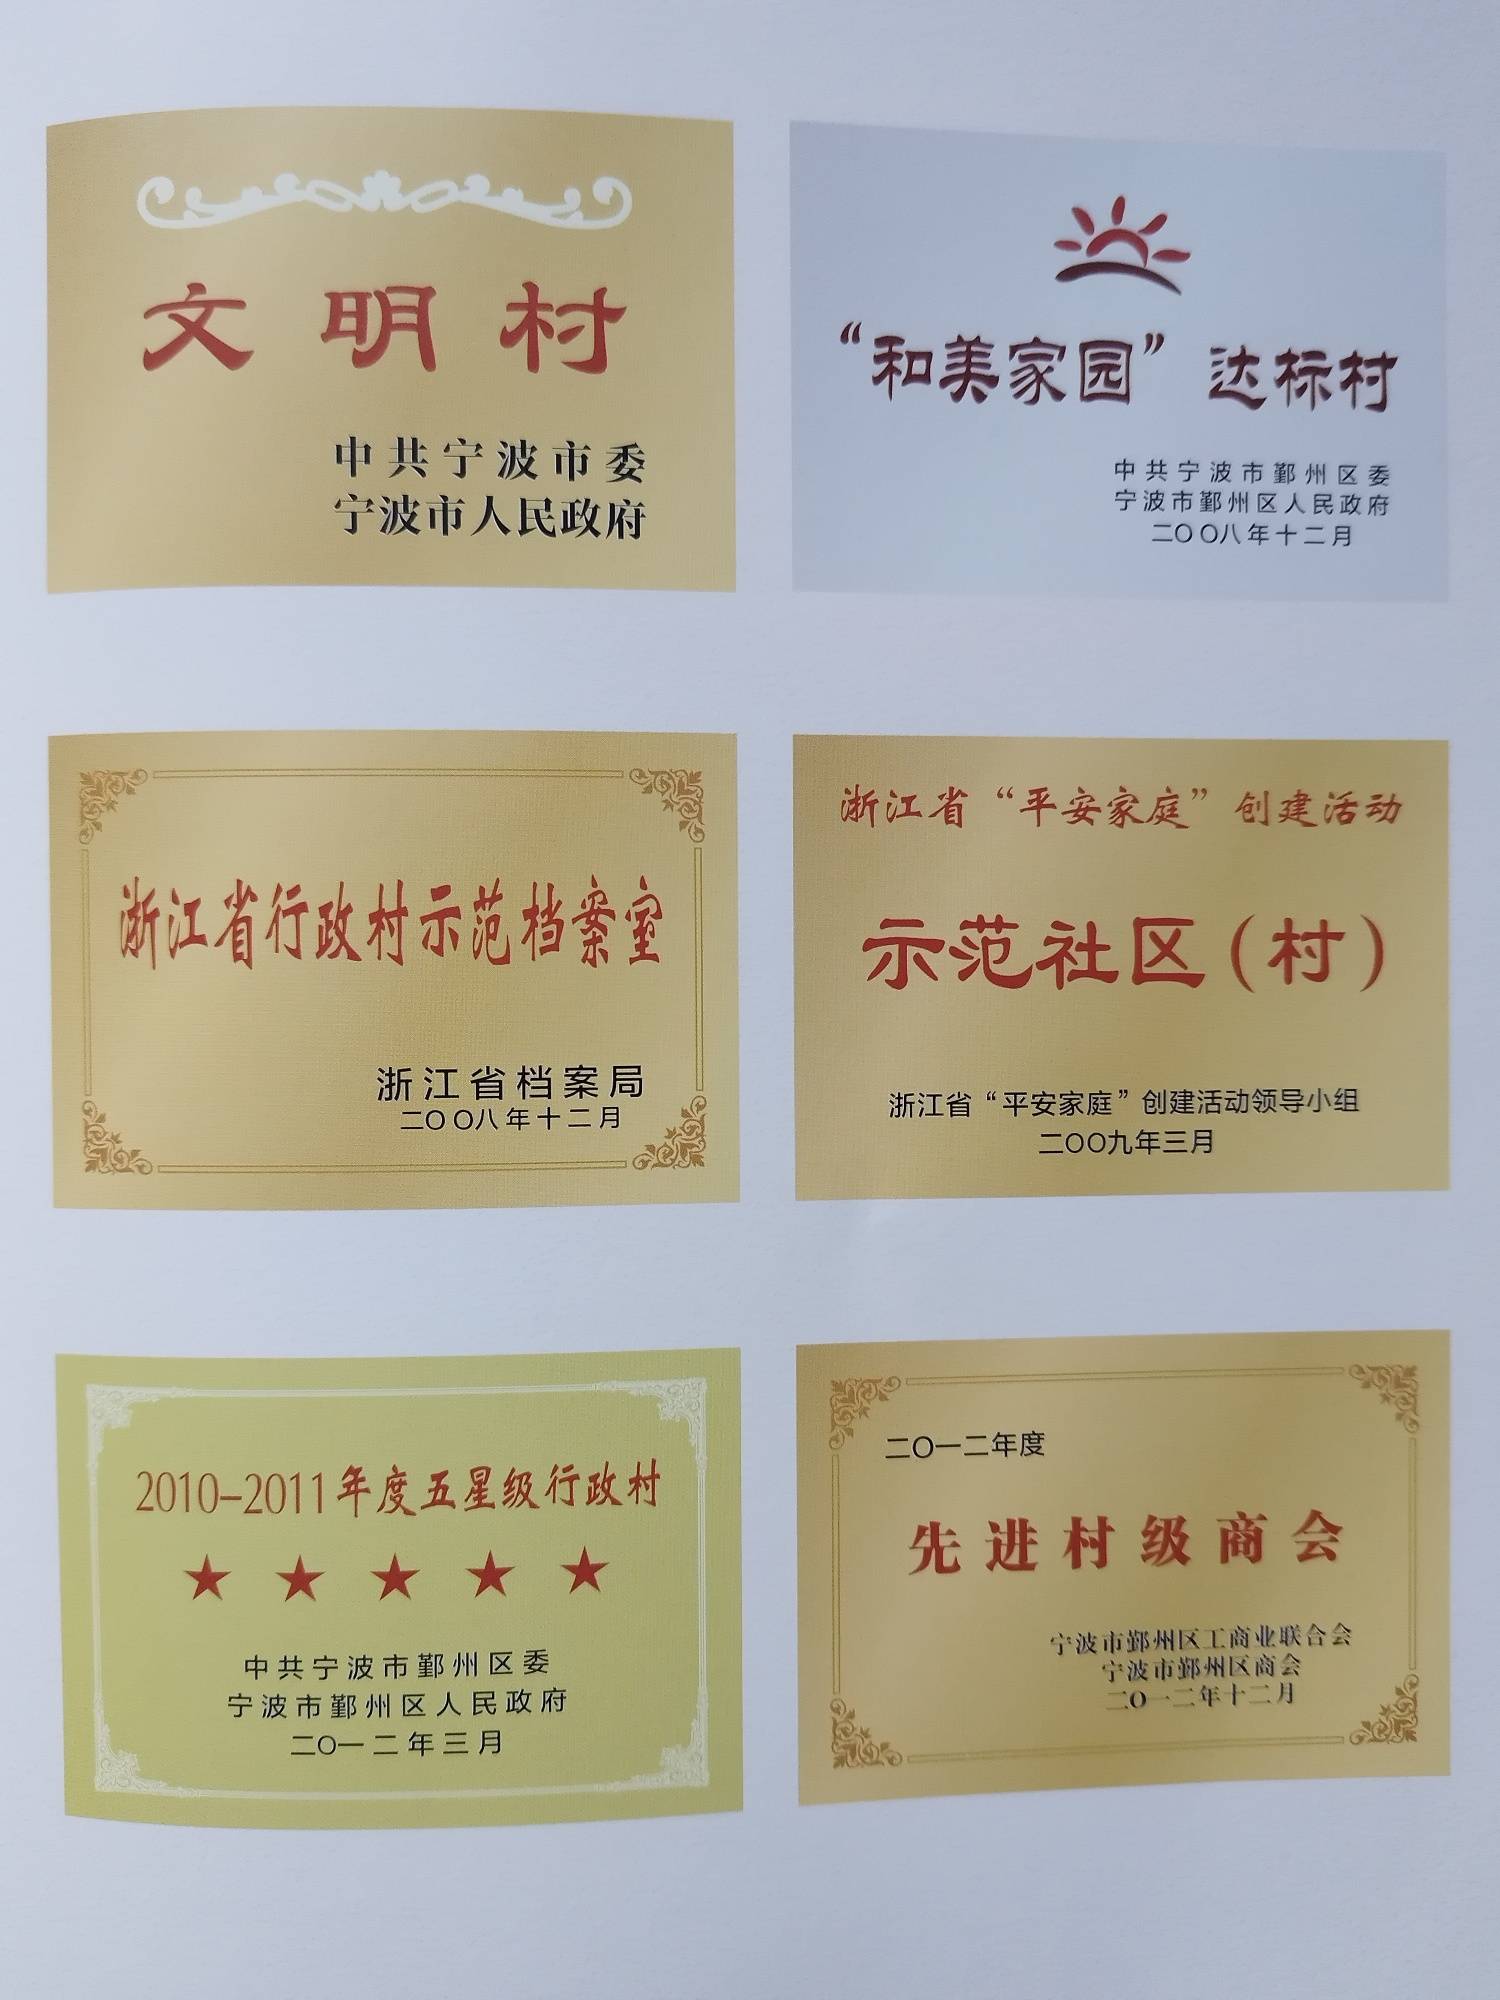 文明村
中共宁波市委
宁波市人民政府
“和美家园”达标村
中共宁波市鄞州区委
宁波市鄞州区人民政府
二〇〇八年十二月
浙江省行政村示范档案室
浙江省档案局
二〇〇八年十二月
浙江省“平安家庭”创建活动
示范社区(村)
浙江省“平安家庭”创建活动领导小组
二〇〇九年三月
2010-2011年度五星级行政村
中共宁波市鄞州区委
宁波市鄞州区人民政府
二〇一二年三月
二〇一二年度
先进村级商会
宁波市鄞州区工商业联合会
宁波市鄞州区商会
二〇一二年十二月